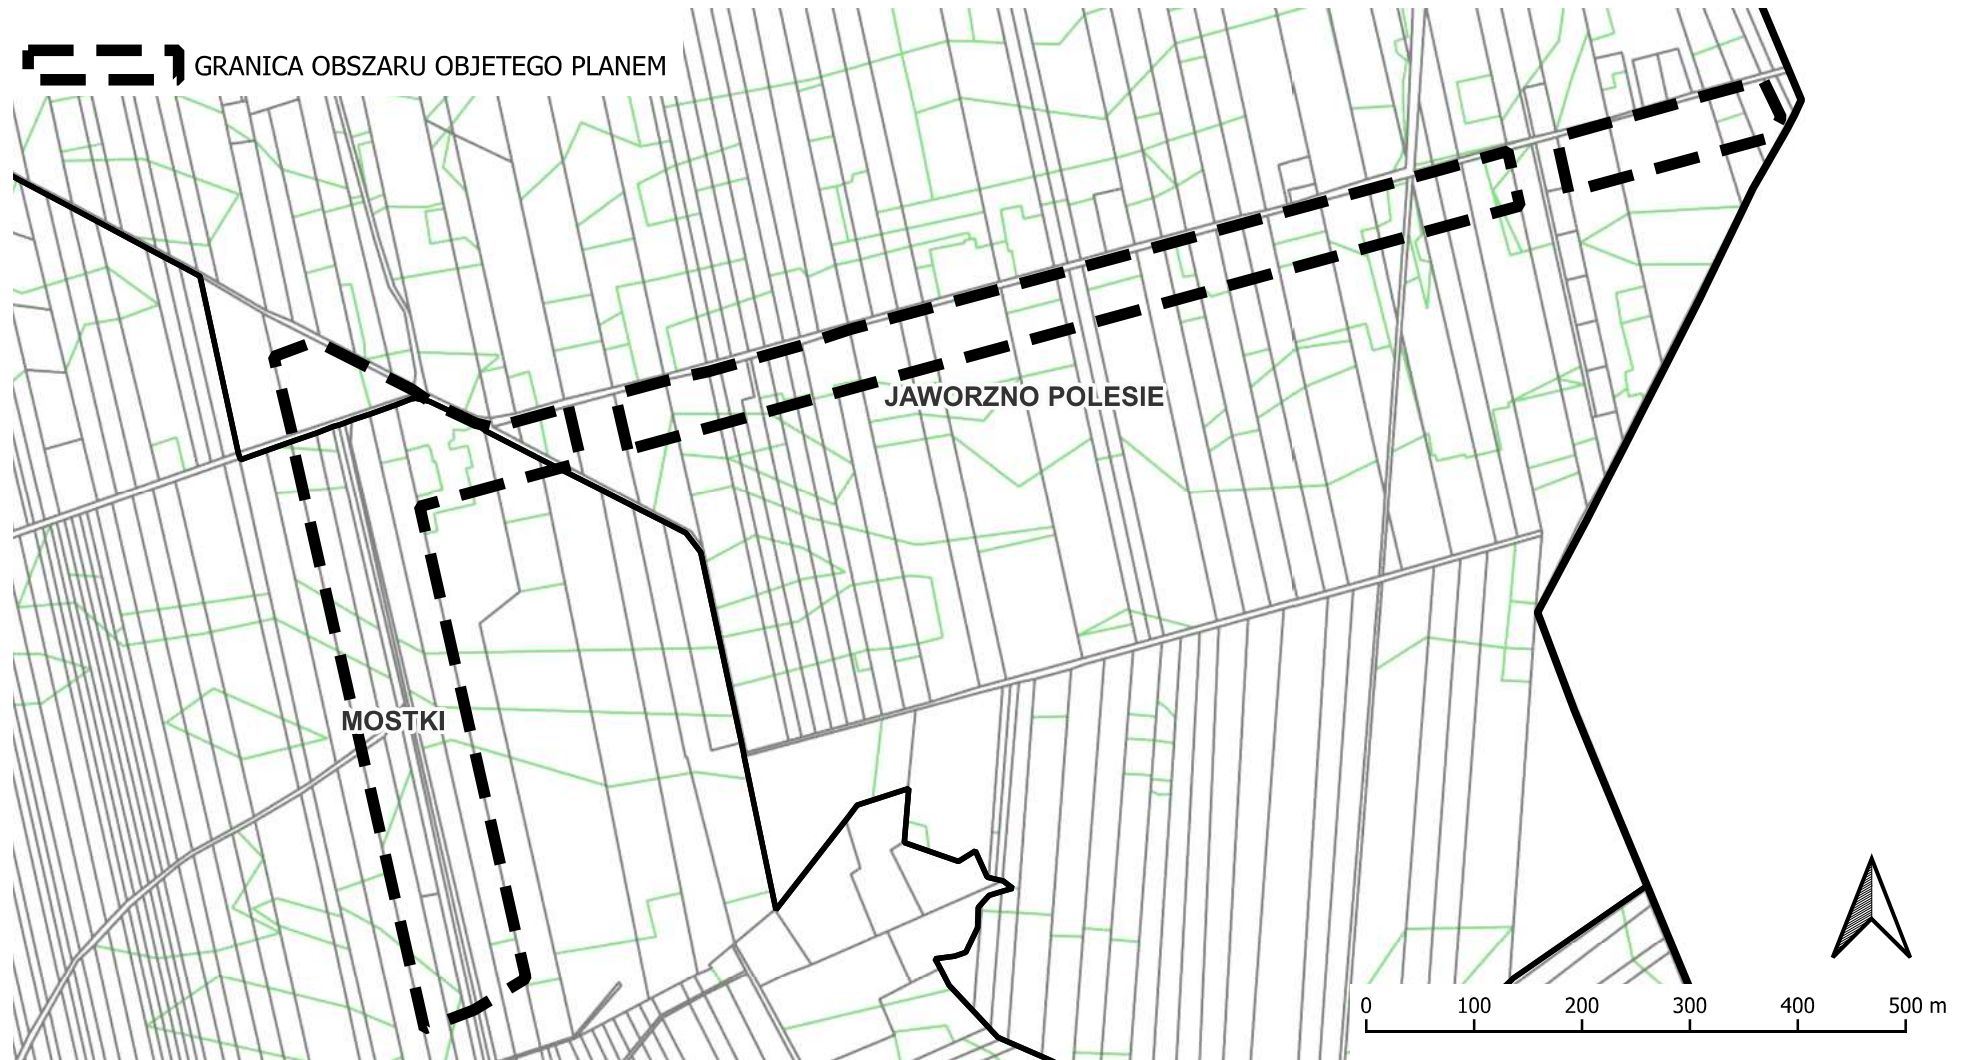 GRANICA OBSZARU OBJETEGO PLANEM
JAWORZNO POLESIE
MOSTKI
0 100 200 300 400 500 m